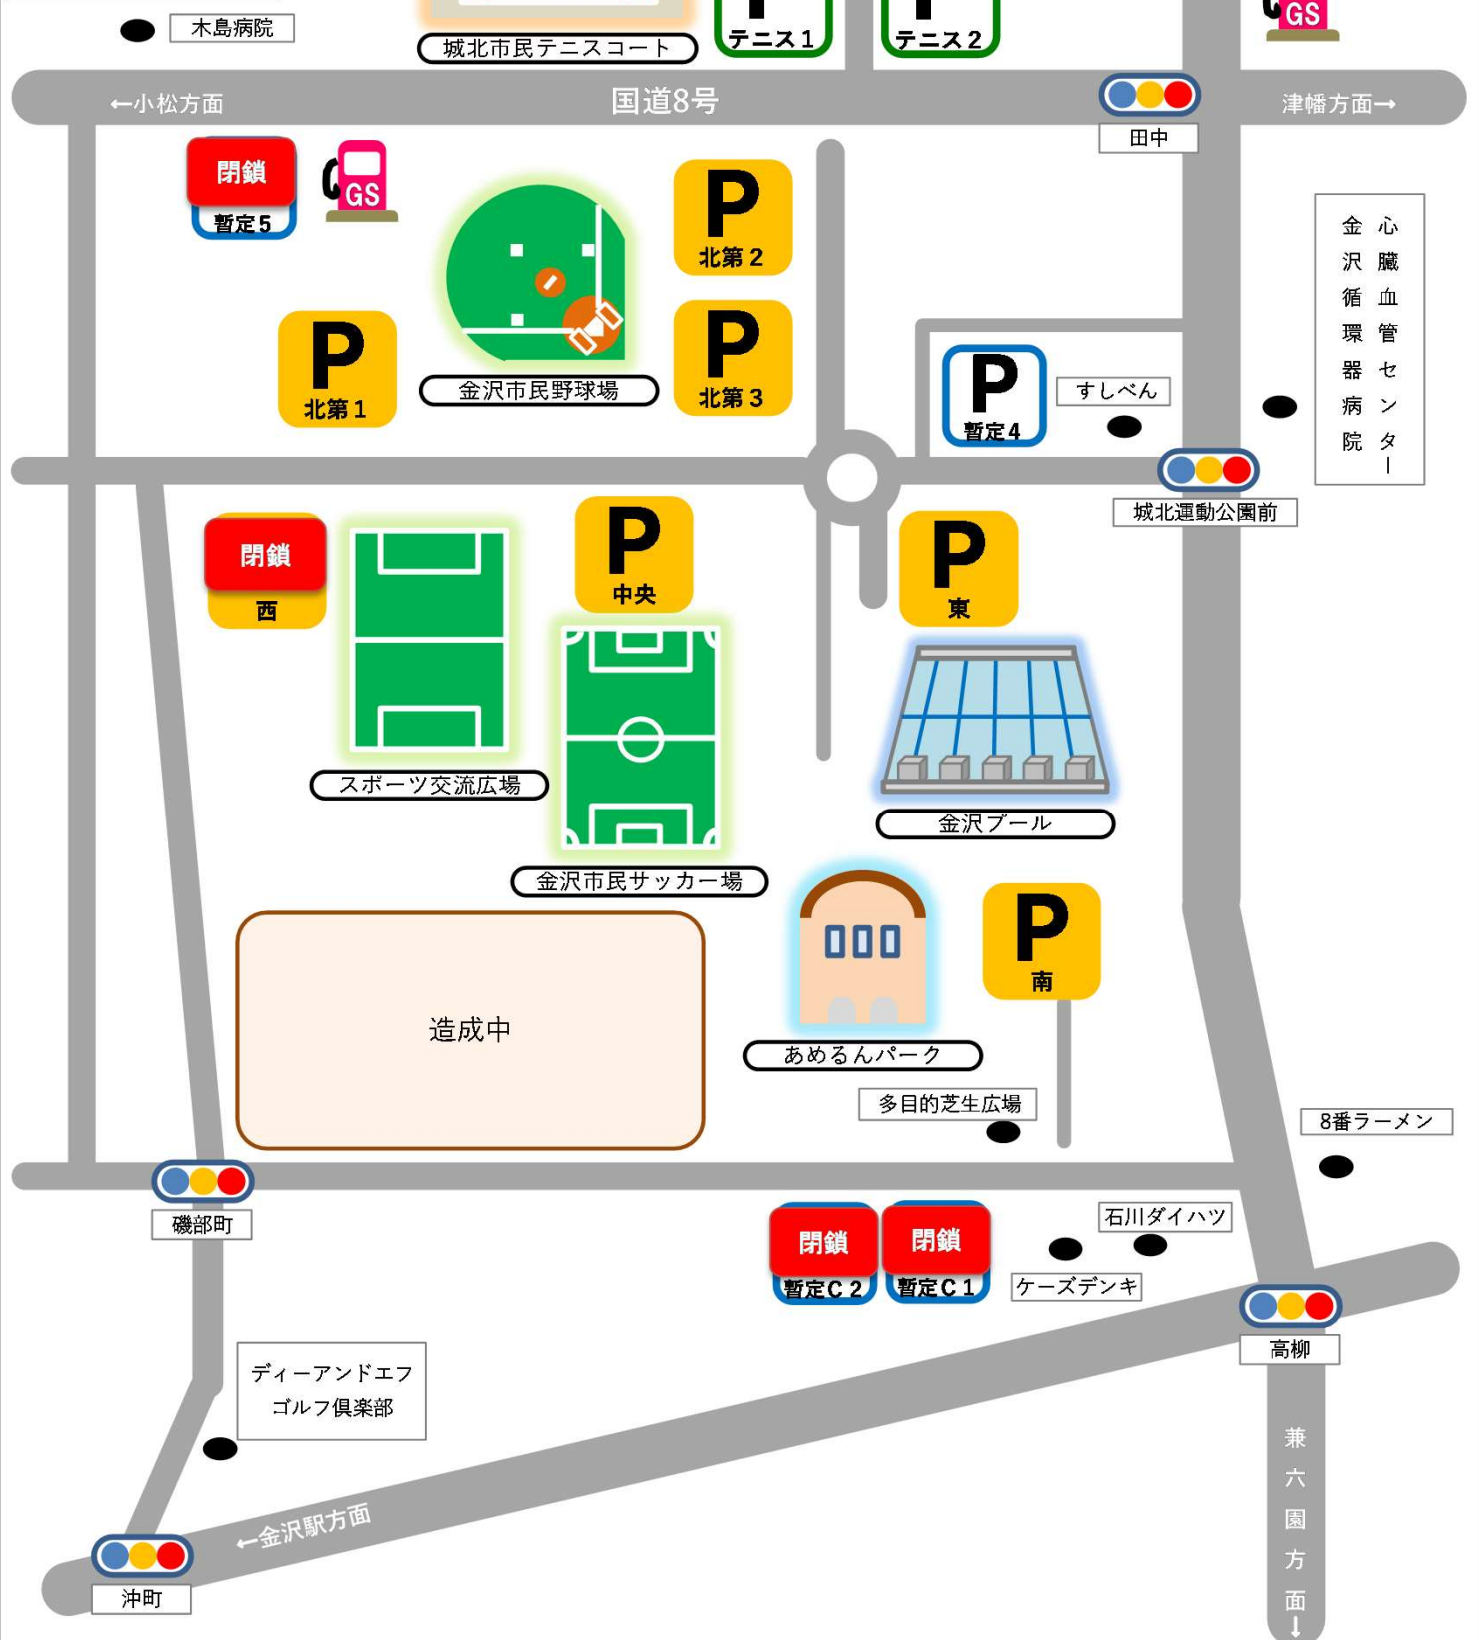 木島病院
城北市民テニスコート
P
テニス1
P
テニス2
GS
←小松方面
国道8号
津幡方面→
田中
閉鎖
暫定5
GS
P
北第2
P
北第1
P
北第3
金沢市民野球場
P
暫定4
すしべん
心臓血管センター
金沢循環器病院
城北運動公園前
閉鎖
西
P
中央
P
東
スポーツ交流広場
金沢プール
金沢市民サッカー場
P
南
造成中
あめるんパーク
多目的芝生広場
8番ラーメン
磯部町
閉鎖
暫定C2
閉鎖
暫定C1
石川ダイハツ
ケーズデンキ
高柳
ディーアンドエフ
ゴルフ倶楽部
兼六園方面→
←金沢駅方面
沖町